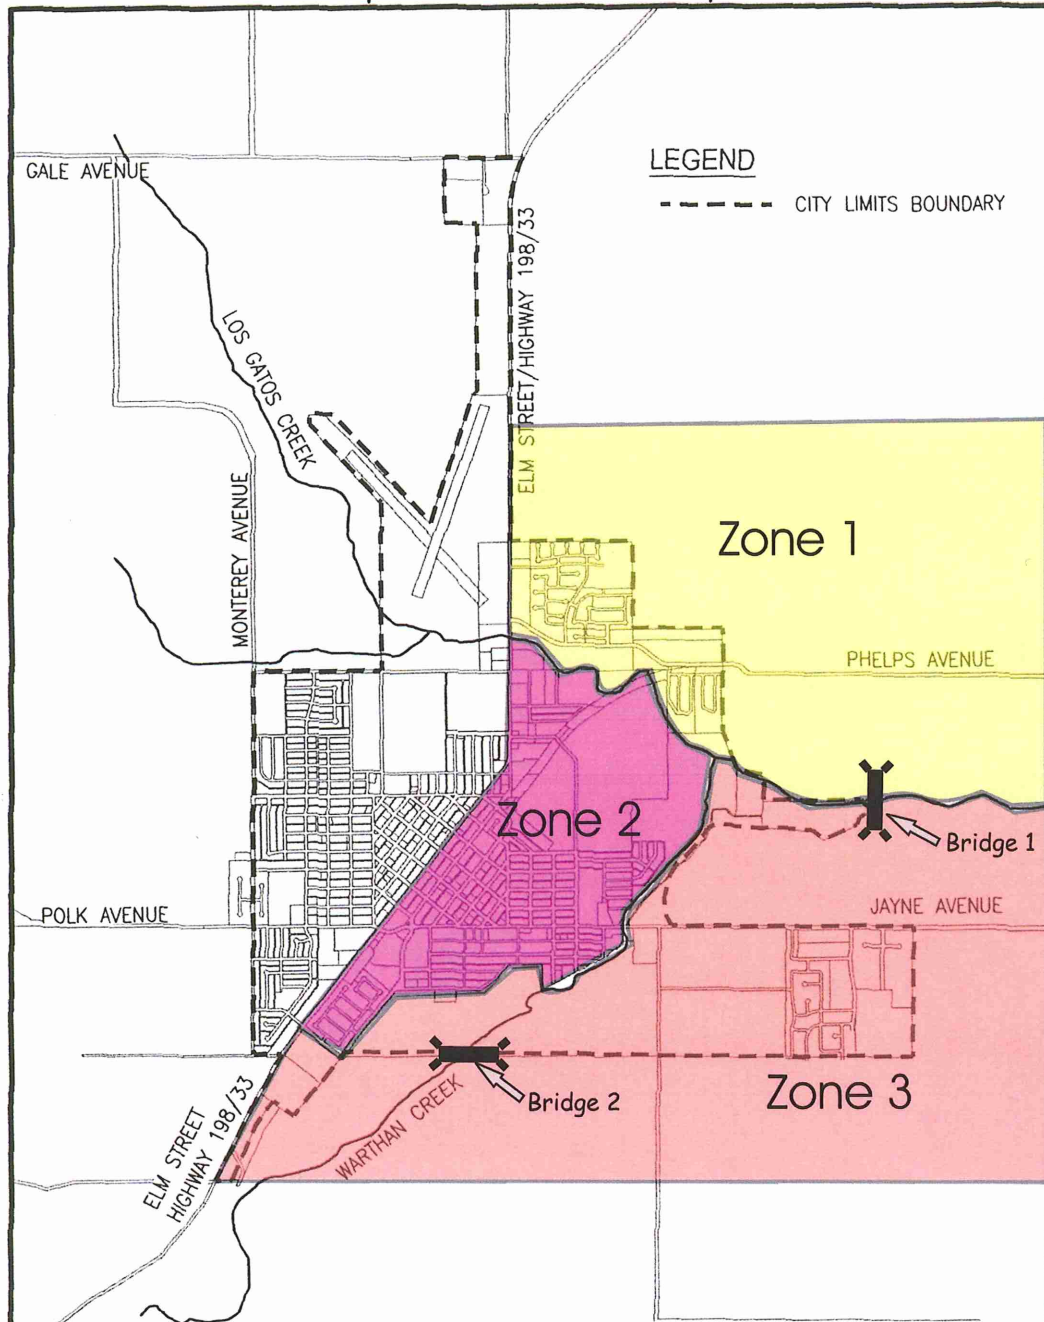 LEGEND
CITY LIMITS BOUNDARY
GALE AVENUE
ELM STREET/HIGHWAY 198/33
LOS GATOS CREEK
MONTEREY AVENUE
Zone 1
PHELPS AVENUE
Zone 2
Bridge 1
POLK AVENUE
JAYNE AVENUE
Zone 3
Bridge 2
WARTHAN CREEK
ELM STREET
HIGHWAY 198/33